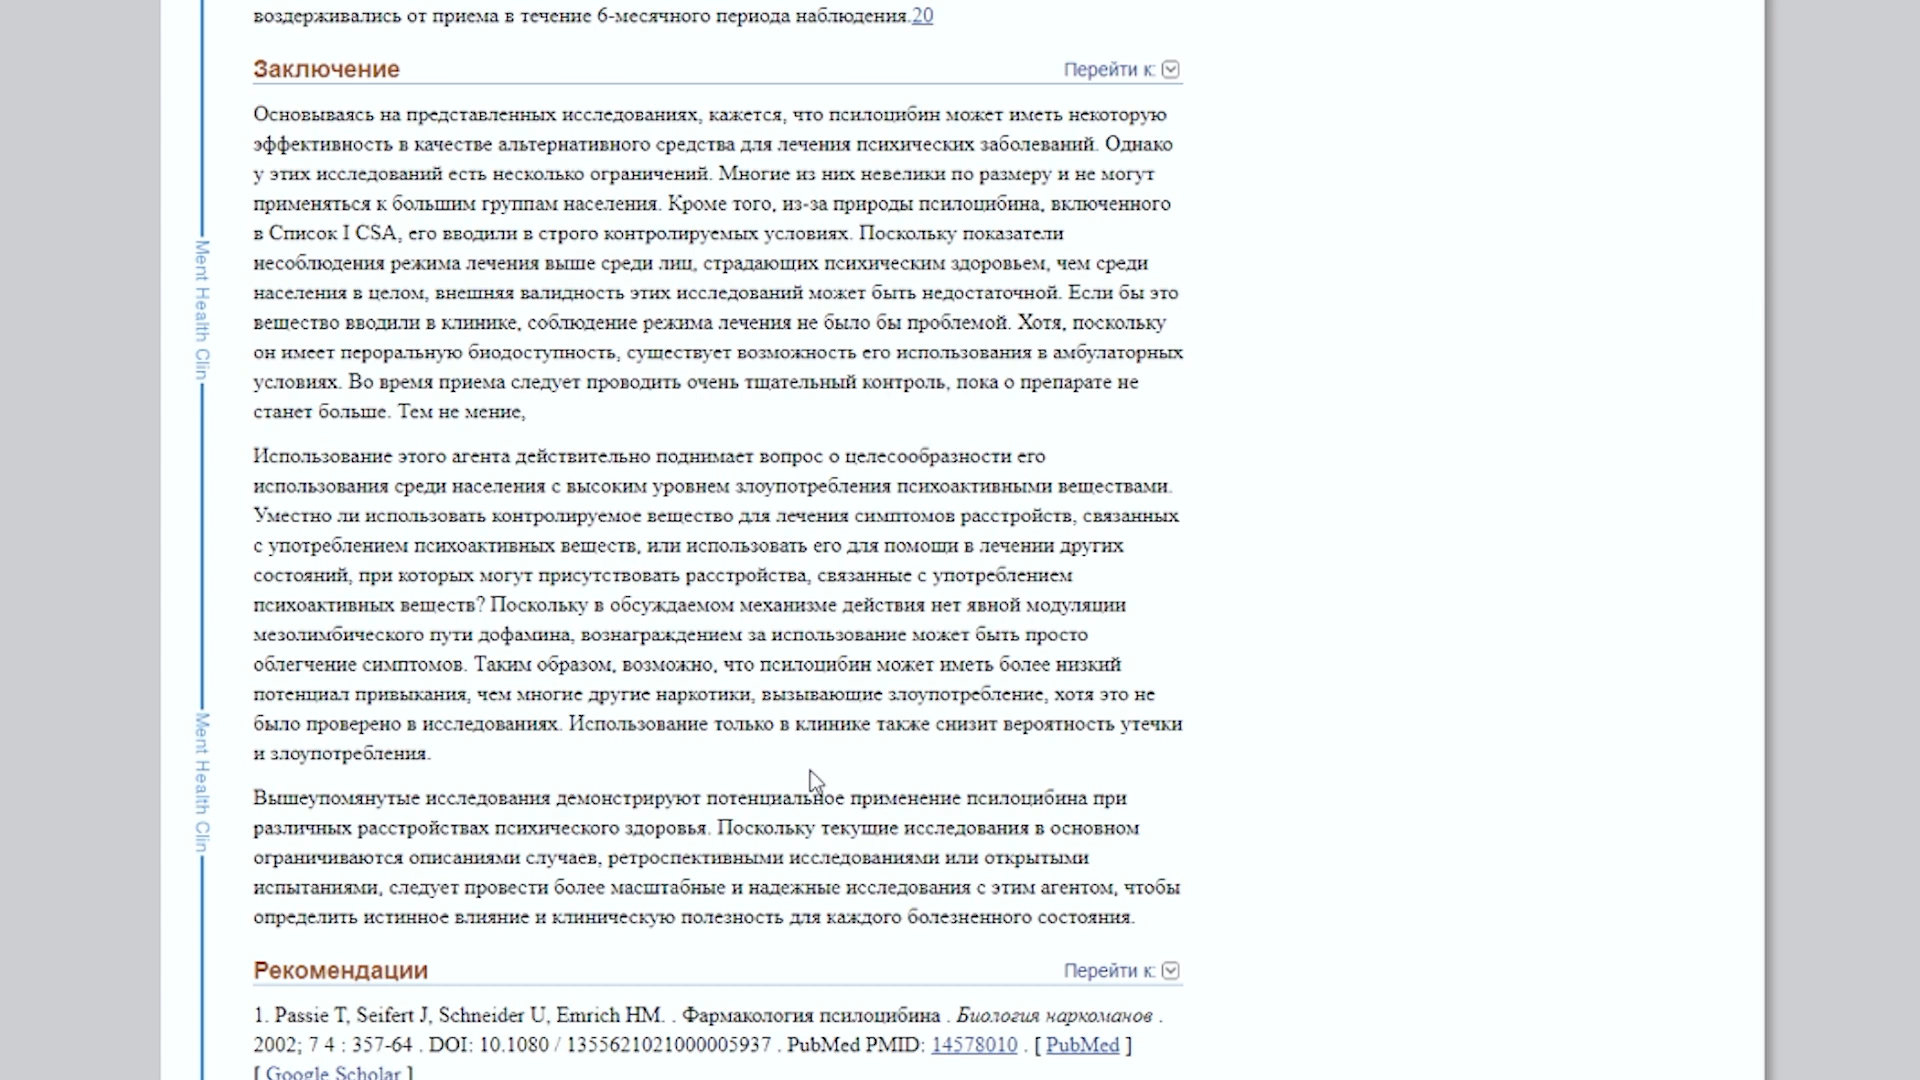 воздерживались от приема в течение 6-месячного периода наблюдения.20
Заключение
Перейти к:
Основываясь на представленных исследованиях, кажется, что псилоцибин может иметь некоторую
эффективность в качестве альтернативного средства для лечения психических заболеваний. Однако
у этих исследований есть несколько ограничений. Многие из них невелики по размеру и не могут
применяться к большим группам населения. Кроме того, из-за природы псилоцибина, включенного
в Список I CSA, его вводили в строго контролируемых условиях. Поскольку показатели
несоблюдения режима лечения выше среди лиц, страдающих психическим здоровьем, чем среди
населения в целом, внешняя валидность этих исследований может быть недостаточной. Если бы это
вещество вводили в клинике, соблюдение режима лечения не было бы проблемой. Хотя, поскольку
он имеет пероральную биодоступность, существует возможность его использования в амбулаторных
условиях. Во время приема следует проводить очень тщательный контроль, пока о препарате не
станет больше. Тем не мение,
Использование этого агента действительно поднимает вопрос о целесообразности его
использования среди населения с высоким уровнем злоупотребления психоактивными веществами.
Уместно ли использовать контролируемое вещество для лечения симптомов расстройств, связанных
с употреблением психоактивных веществ, или использовать его для помощи в лечении других
состояний, при которых могут присутствовать расстройства, связанные с употреблением
психоактивных веществ? Поскольку в обсуждаемом механизме действия нет явной модуляции
мезолимбического пути дофамина, вознаграждением за использование может быть просто
облегчение симптомов. Таким образом, возможно, что псилоцибин может иметь более низкий
потенциал привыкания, чем многие другие наркотики, вызывающие злоупотребление, хотя это не
было проверено в исследованиях. Использование только в клинике также снизит вероятность утечки
и злоупотребления.
Вышеупомянутые исследования демонстрируют потенциальное применение псилоцибина при
различных расстройствах психического здоровья. Поскольку текущие исследования в основном
ограничиваются описаниями случаев, ретроспективными исследованиями или открытыми
испытаниями, следует провести более масштабные и надежные исследования с этим агентом, чтобы
определить истинное влияние и клиническую полезность для каждого болезненного состояния.
Рекомендации
Перейти к:
1. Passie T, Seifert J, Schneider U, Emrich HM. . Фармакология псилоцибина . Биология наркоманов .
2002; 7 4 : 357-64 . DOI: 10.1080 / 1355621021000005937 . PubMed PMID: 14578010 . [ PubMed ]
[ Google Scholar ]
Ment Health Clin
Ment Health Clin